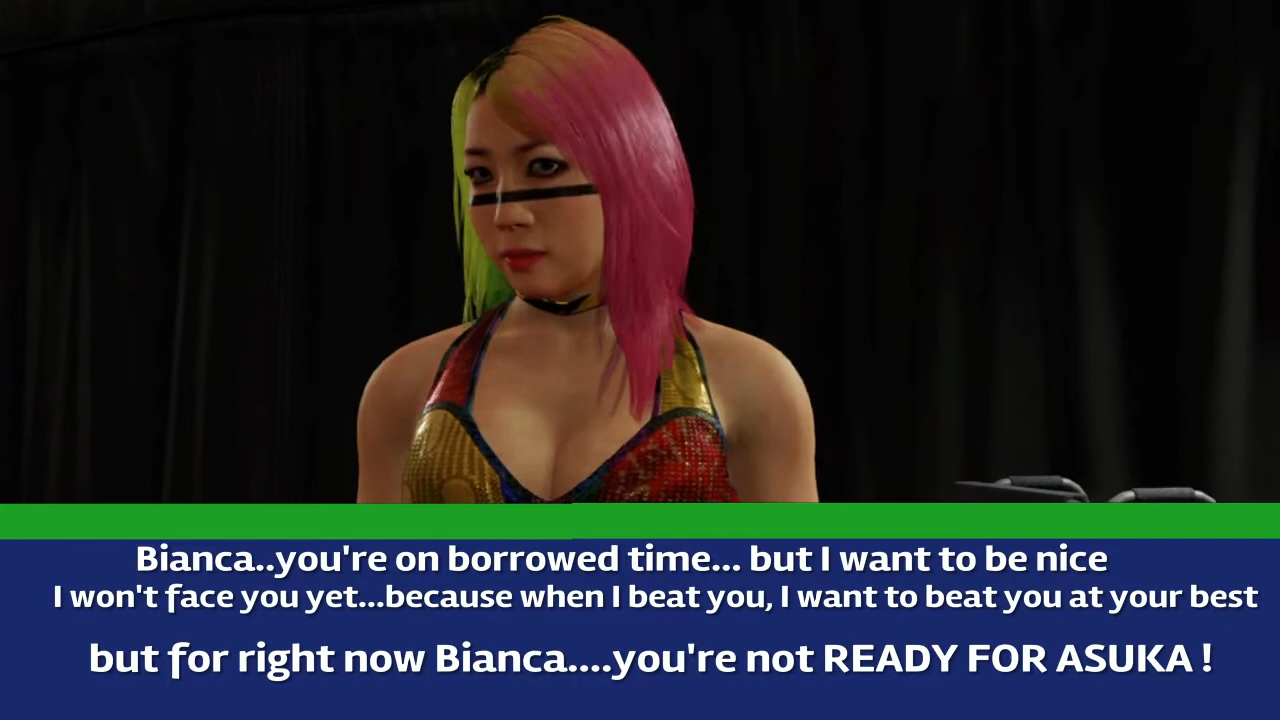 Bianca..you're on borrowed time... but I want to be nice
I won't face you yet...because when I beat you, I want to beat you at your best
but for right now Bianca....you're not READY FOR ASUKA !